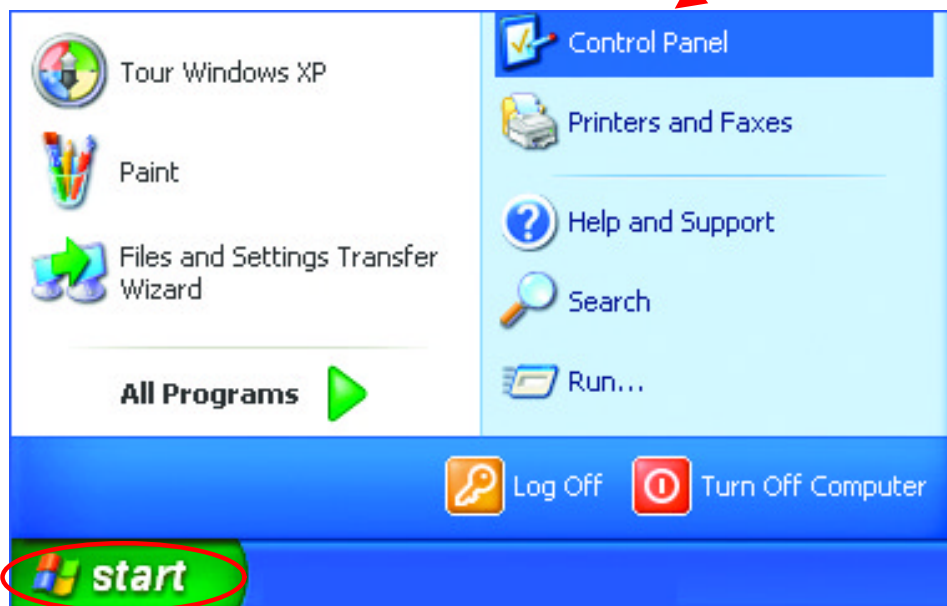 Tour Windows XP
Paint
Files and Settings Transfer
Wizard
All Programs
Control Panel
Printers and Faxes
Help and Support
Search
Run...
Log Off
Turn Off Computer
start